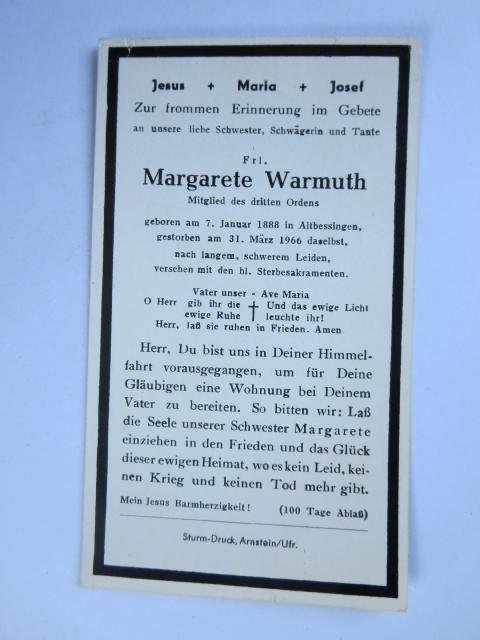 Jesus + Maria + Josef
Zur frommen Erinnerung im Gebete
an unsere liebe Schwester, Schwägerin und Tante
Frl.
Margarete Warmuth
Mitglied des dritten Ordens
geboren am 7. Januar 1888 in Altbessingen,
gestorben am 31. März 1966 daselbst,
nach langem, schwerem Leiden,
versehen mit den hl. Sterbesakramenten.
Vater unser - Ave Maria
O Herr gib ihr die † Und das ewige Licht
ewige Ruhe leuchte ihr!
Herr, laß sie ruhen in Frieden. Amen
Herr, Du bist uns in Deiner Himmel-
fahrt vorausgegangen, um für Deine
Gläubigen eine Wohnung bei Deinem
Vater zu bereiten. So bitten wir: Laß
die Seele unserer Schwester Margarete
einziehen in den Frieden und das Glück
dieser ewigen Heimat, wo es kein Leid, kei-
nen Krieg und keinen Tod mehr gibt.
Mein Jesus Barmherzigkeit! (100 Tage Ablaß)
Sturm-Druck, Arnstein/Ufr.